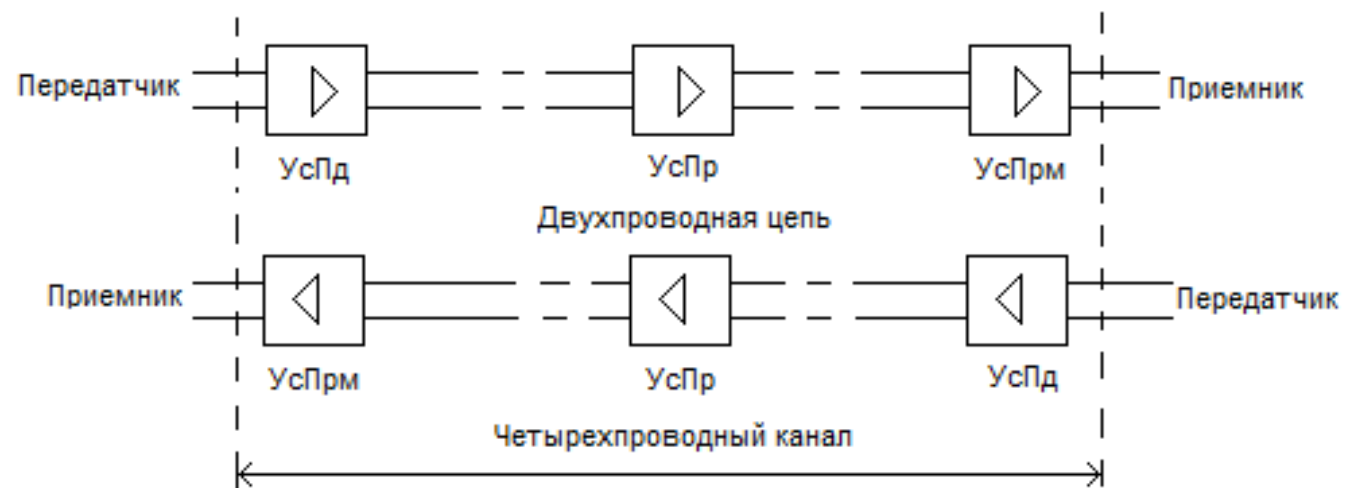 Передатчик
Приемник
УсПд
УсПр
УсПрм
Двухпроводная цепь
Приемник
Передатчик
УсПрм
УсПр
УсПд
Четырехпроводный канал